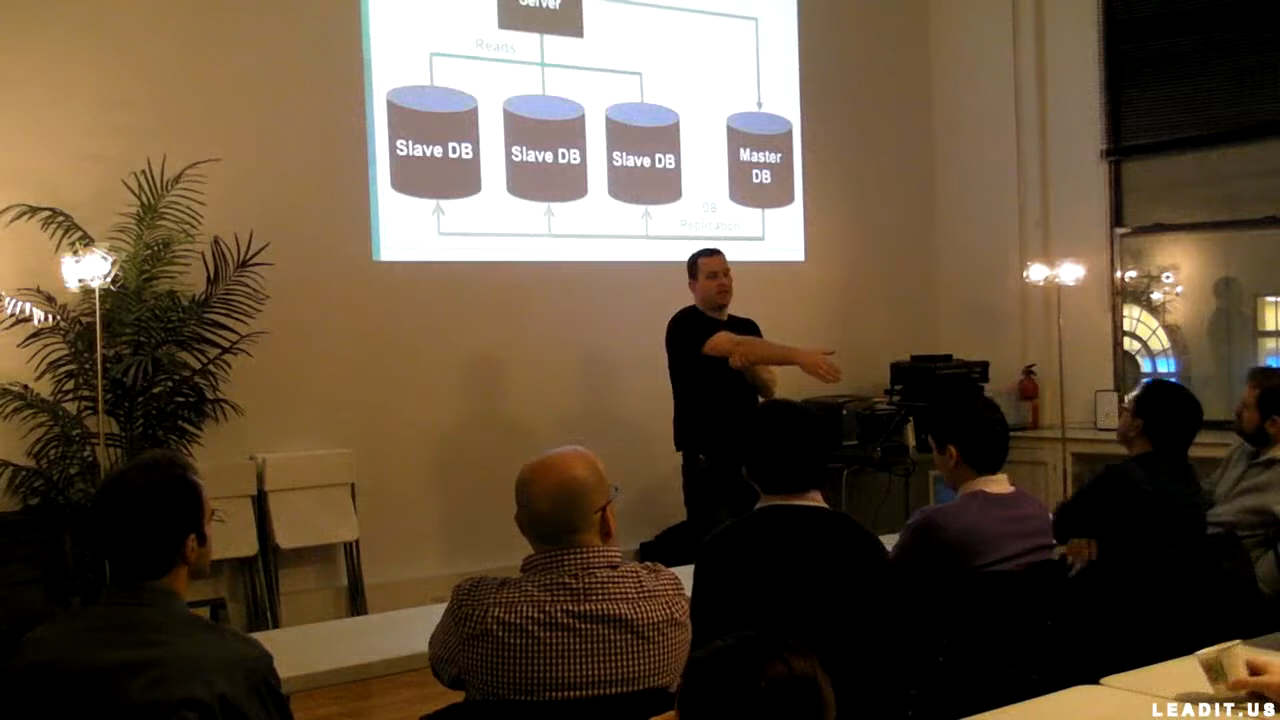 Server
Reads
Slave DB
Slave DB
Slave DB
Master
DB
DB
Replication
LEADIT.US